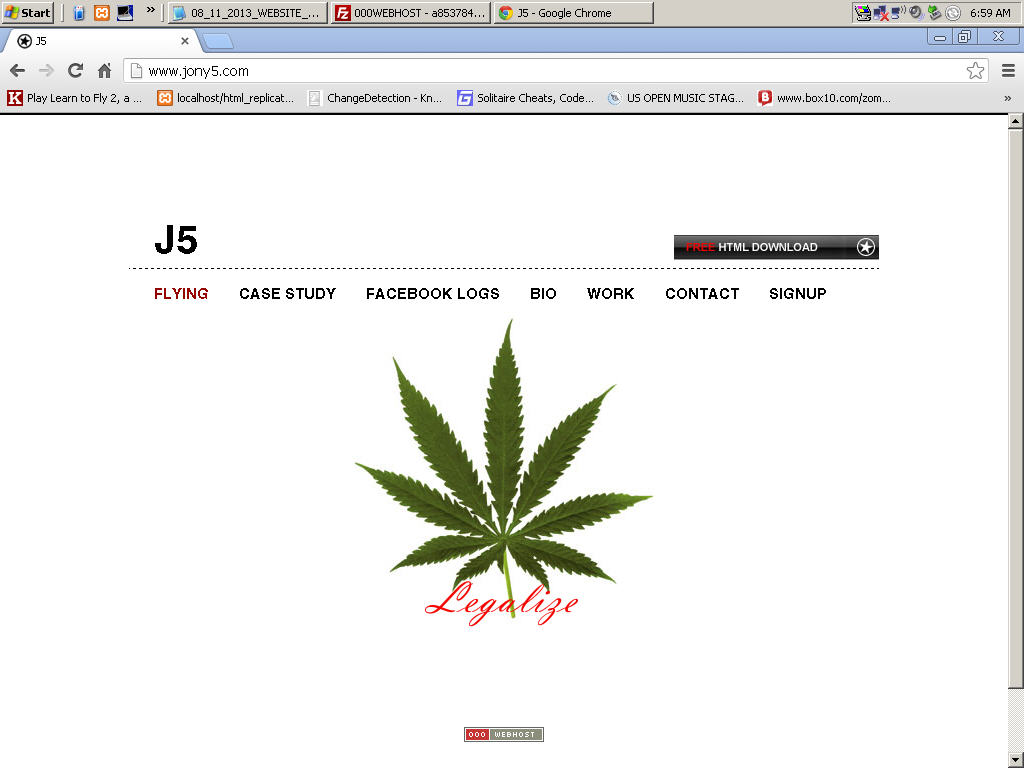 Start » 08_11_2013_WEBSITE_... 000WEBHOST - a853784... J5 - Google Chrome 6:59 AM
J5
www.jony5.com
Play Learn to Fly 2, a ... localhost/html_replicat... ChangeDetection - Kn... Solitaire Cheats, Code... US OPEN MUSIC STAG... www.box10.com/zom... »
J5
FREE HTML DOWNLOAD
FLYING CASE STUDY FACEBOOK LOGS BIO WORK CONTACT SIGNUP
Legalize
000 WEBHOST